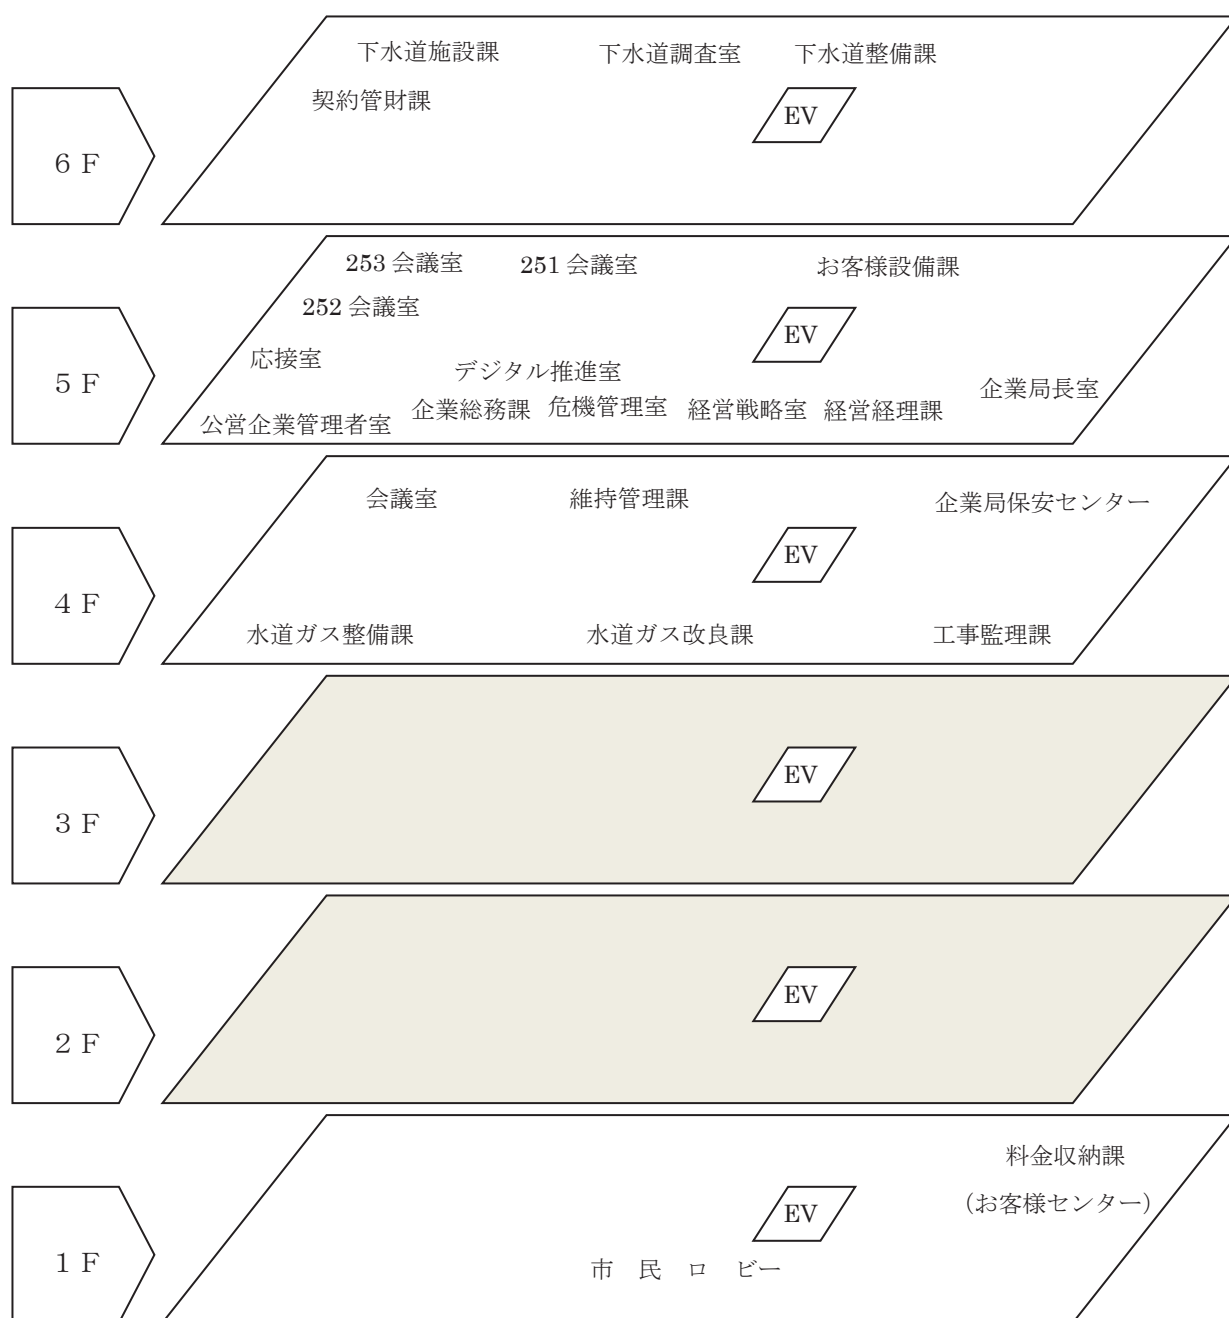 下水道施設課　下水道調査室　下水道整備課
契約管財課
EV
6 F
253 会議室　251 会議室　お客様設備課
252 会議室
EV
応接室
デジタル推進室
5 F
企業局長室
企業総務課　危機管理室　経営戦略室　経営経理課
公営企業管理者室
会議室　維持管理課　企業局保安センター
EV
4 F
水道ガス整備課　水道ガス改良課　工事監理課
EV
3 F
EV
2 F
料金収納課
(お客様センター)
EV
1 F
市　民　ロ　ビー